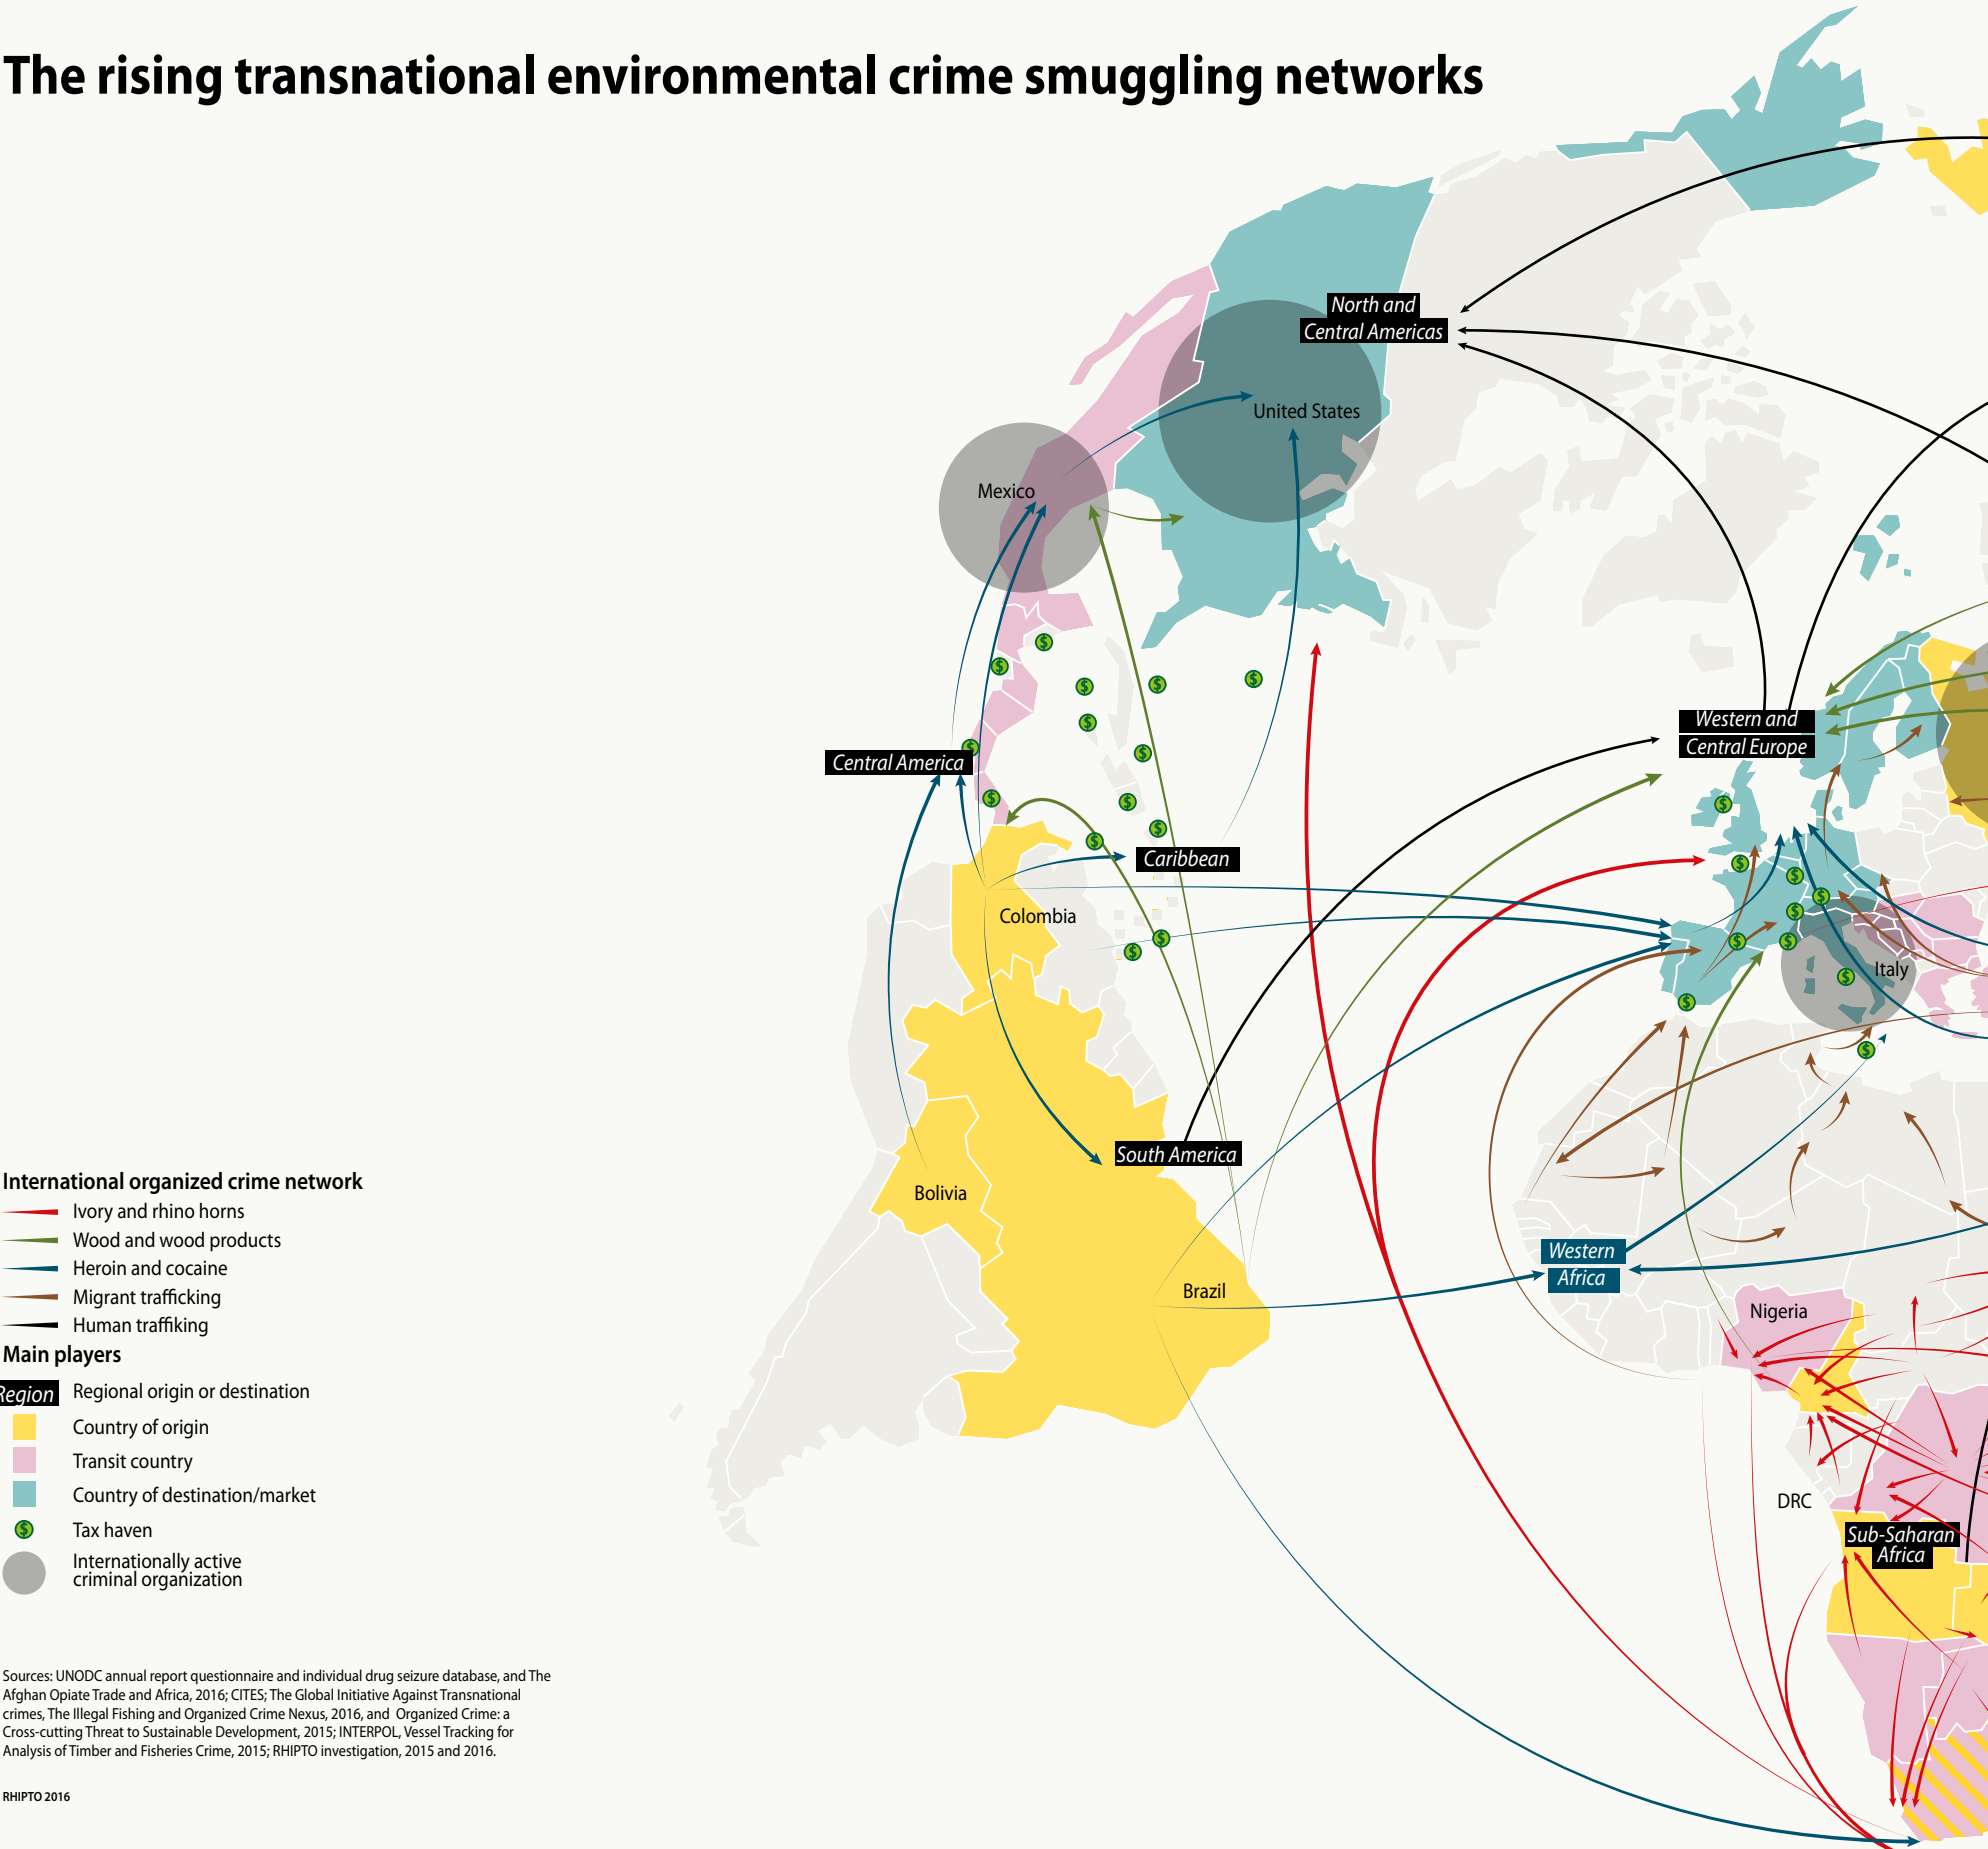 The rising transnational environmental crime smuggling networks
North and
Central Americas
United States
Mexico
Western and
Central Europe
Central America
Caribbean
Colombia
Italy
South America
Bolivia
Western
Africa
Brazil
Nigeria
DRC
Sub-Saharan
Africa
International organized crime network
Ivory and rhino horns
Wood and wood products
Heroin and cocaine
Migrant trafficking
Human traffiking
Main players
Region
Regional origin or destination
Country of origin
Transit country
Country of destination/market
$
Tax haven
Internationally active
criminal organization
Sources: UNODC annual report questionnaire and individual drug seizure database, and The
Afghan Opiate Trade and Africa, 2016; CITES; The Global Initiative Against Transnational
crimes, The Illegal Fishing and Organized Crime Nexus, 2016, and Organized Crime: a
Cross-cutting Threat to Sustainable Development, 2015; INTERPOL, Vessel Tracking for
Analysis of Timber and Fisheries Crime, 2015; RHIPTO investigation, 2015 and 2016.
RHIPTO 2016